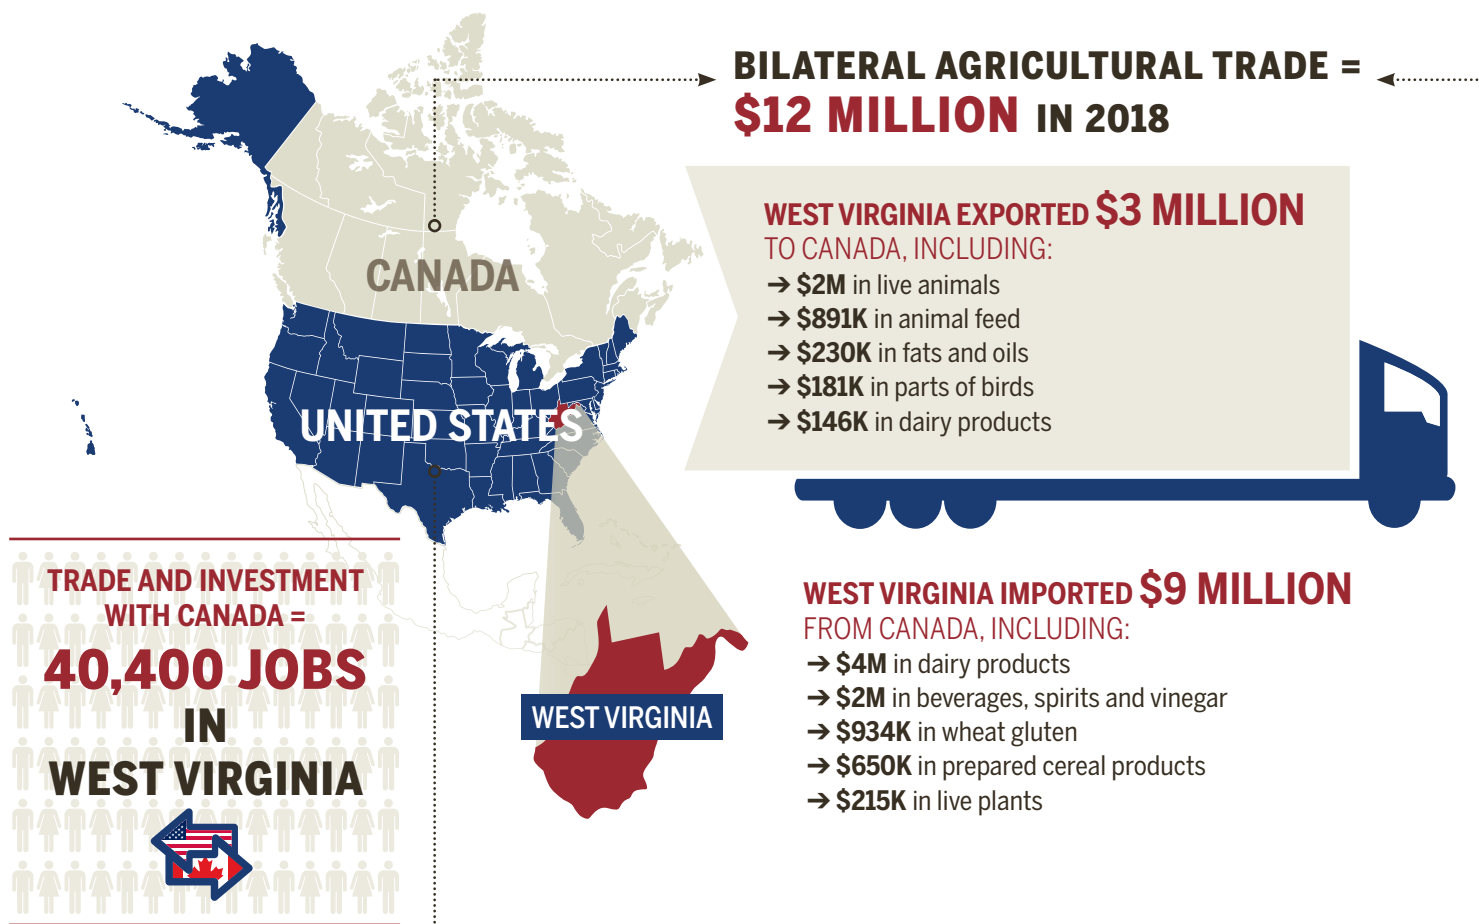 BILATERAL AGRICULTURAL TRADE =
$12 MILLION IN 2018
WEST VIRGINIA EXPORTED $3 MILLION
TO CANADA, INCLUDING:
➔ $2M in live animals
➔ $891K in animal feed
➔ $230K in fats and oils
➔ $181K in parts of birds
➔ $146K in dairy products
CANADA
UNITED STATES
TRADE AND INVESTMENT
WITH CANADA =
40,400 JOBS
IN
WEST VIRGINIA
WEST VIRGINIA
WEST VIRGINIA IMPORTED $9 MILLION
FROM CANADA, INCLUDING:
➔ $4M in dairy products
➔ $2M in beverages, spirits and vinegar
➔ $934K in wheat gluten
➔ $650K in prepared cereal products
➔ $215K in live plants